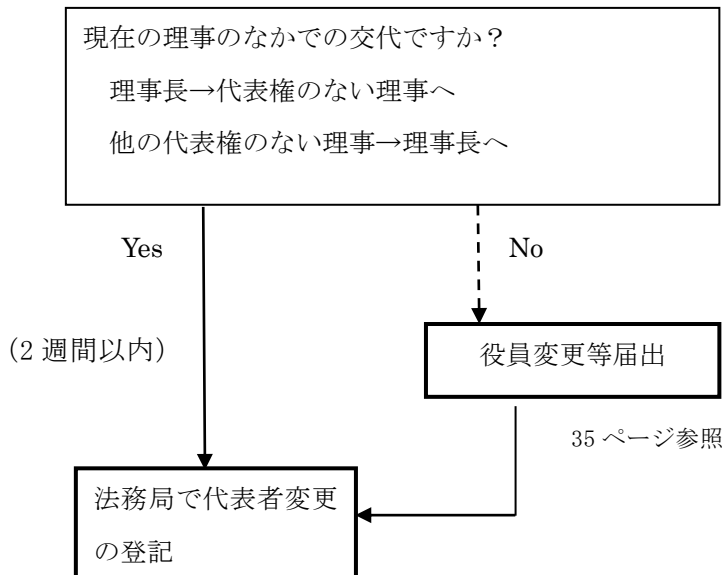 現在の理事のなかでの交代ですか？
理事長→代表権のない理事へ
他の代表権のない理事→理事長へ
Yes
No
（2 週間以内）
役員変更等届出
35 ページ参照
法務局で代表者変更
の登記